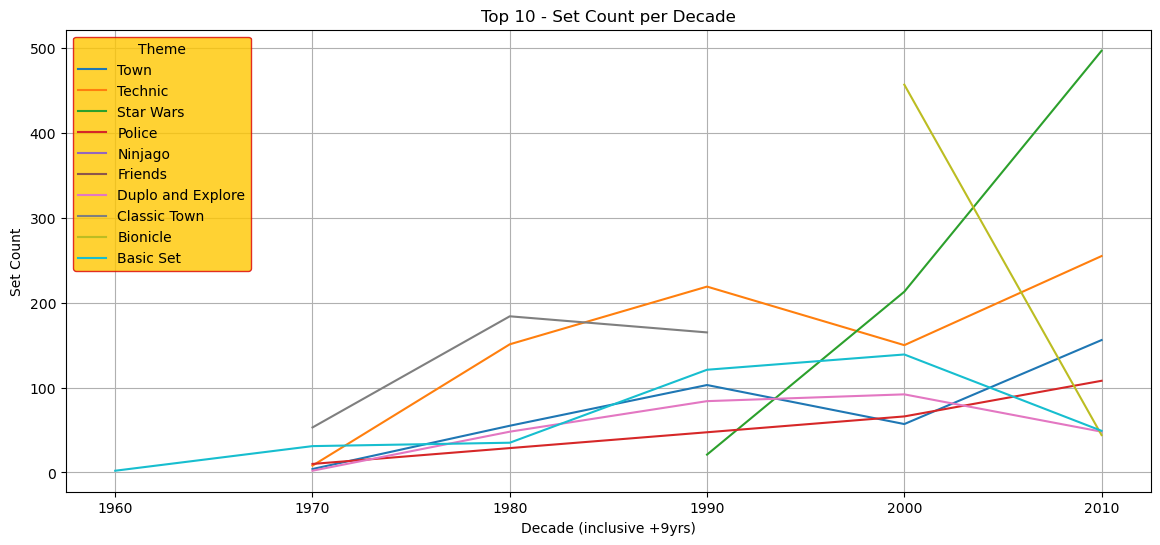 Top 10 - Set Count per Decade
Theme
Town
Technic
Star Wars
Police
Ninjago
Friends
Duplo and Explore
Classic Town
Bionicle
Basic Set
Set Count
500
400
300
200
100
0
1960 1970 1980 1990 2000 2010
Decade (inclusive +9yrs)